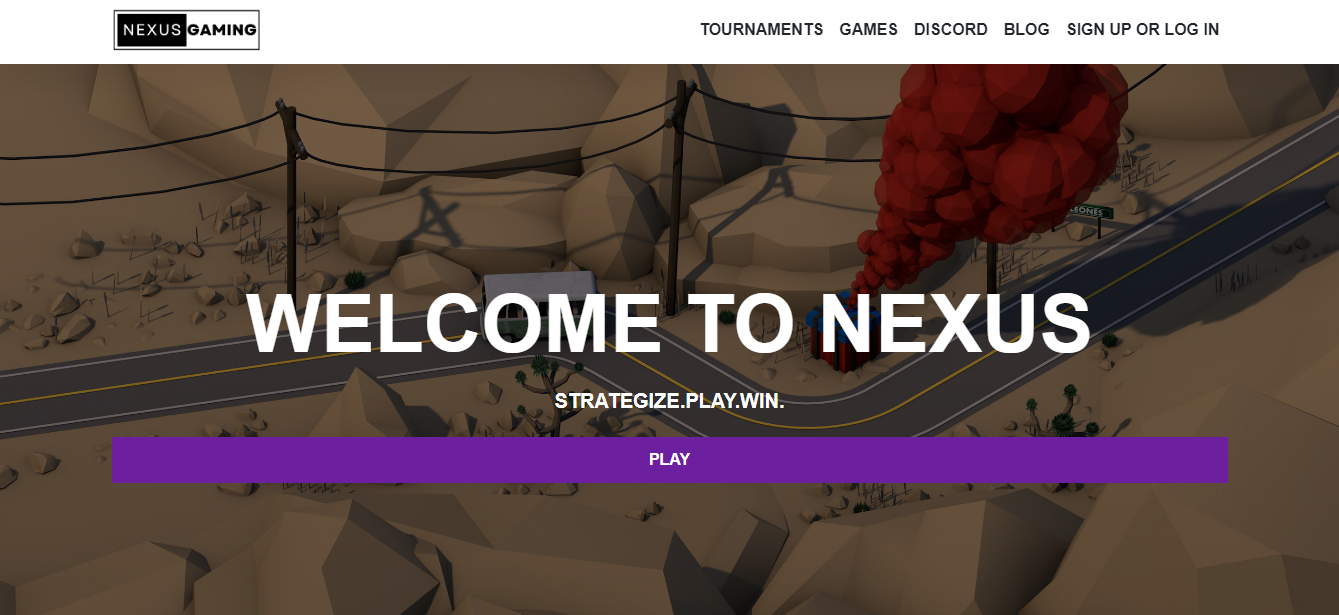 NEXUS GAMING
TOURNAMENTS GAMES DISCORD BLOG SIGN UP OR LOG IN
WELCOME TO NEXUS
STRATEGIZE.PLAY.WIN.
PLAY